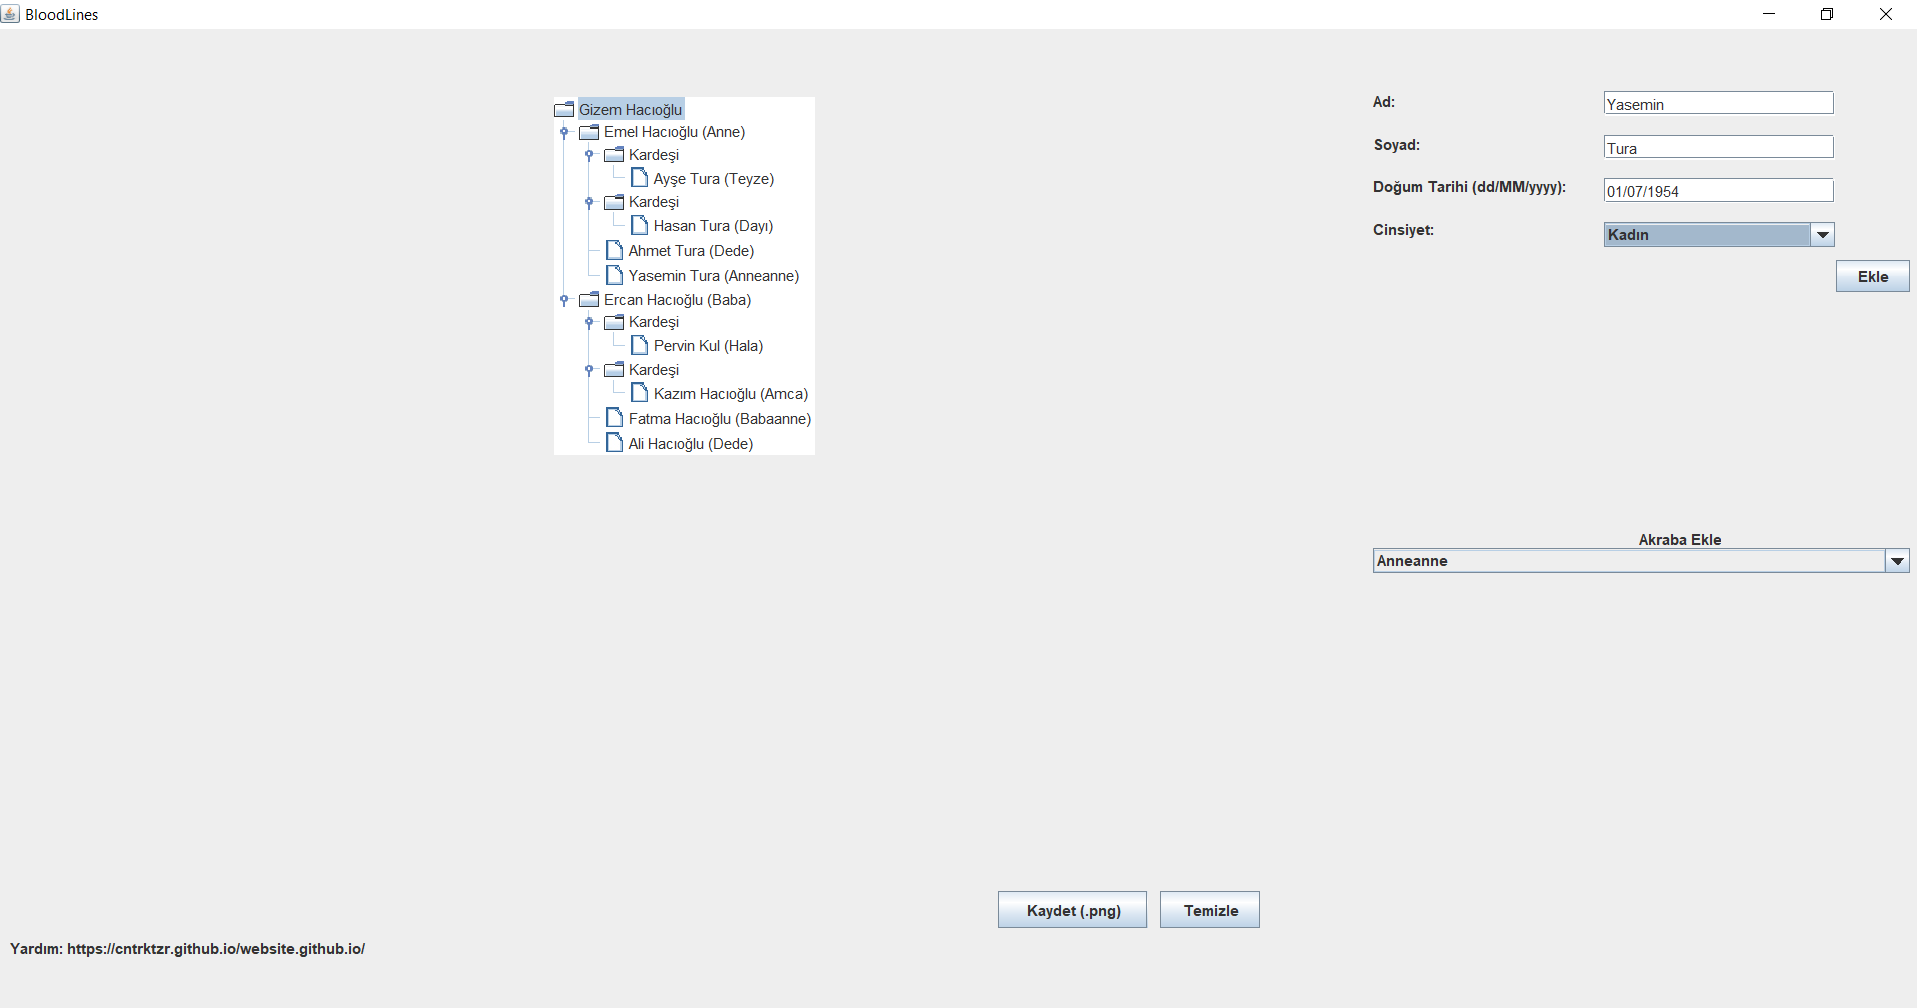 BloodLines
Gizem Hacıoğlu
Emel Hacıoğlu (Anne)
Kardeşi
Ayşe Tura (Teyze)
Kardeşi
Hasan Tura (Dayı)
Ahmet Tura (Dede)
Yasemin Tura (Anneanne)
Ercan Hacıoğlu (Baba)
Kardeşi
Pervin Kul (Hala)
Kardeşi
Kazım Hacıoğlu (Amca)
Fatma Hacıoğlu (Babaanne)
Ali Hacıoğlu (Dede)
Ad: Yasemin
Soyad: Tura
Doğum Tarihi (dd/MM/yyyy): 01/07/1954
Cinsiyet: Kadın
Ekle
Akraba Ekle
Anneanne
Kaydet (.png) Temizle
Yardım: https://cntrktzr.github.io/website.github.io/